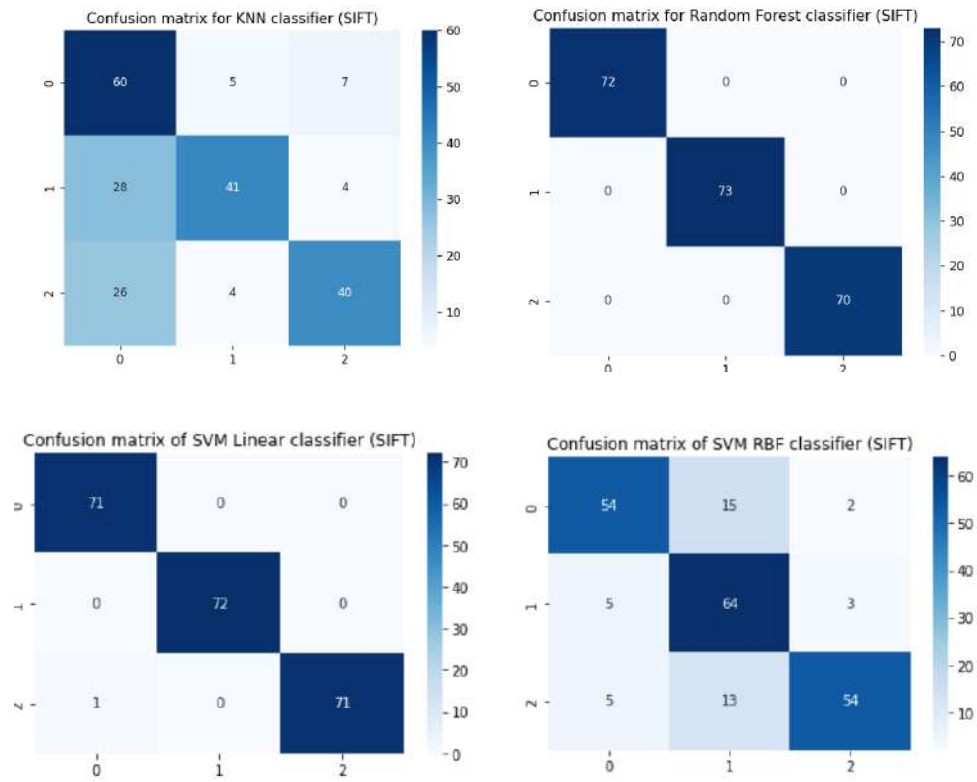 Confusion matrix for KNN classifier (SIFT)
0 60 5 7
1 28 41 4
2 26 4 40
0 1 2
60
50
40
30
20
10
Confusion matrix for Random Forest classifier (SIFT)
0 72 0 0
1 0 73 0
2 0 0 70
0 1 2
70
60
50
40
30
20
10
0
Confusion matrix of SVM Linear classifier (SIFT)
0 71 0 0
1 0 72 0
2 1 0 71
0 1 2
70
60
50
40
30
20
10
0
Confusion matrix of SVM RBF classifier (SIFT)
0 54 15 2
1 5 64 3
2 5 13 54
0 1 2
60
50
40
30
20
10